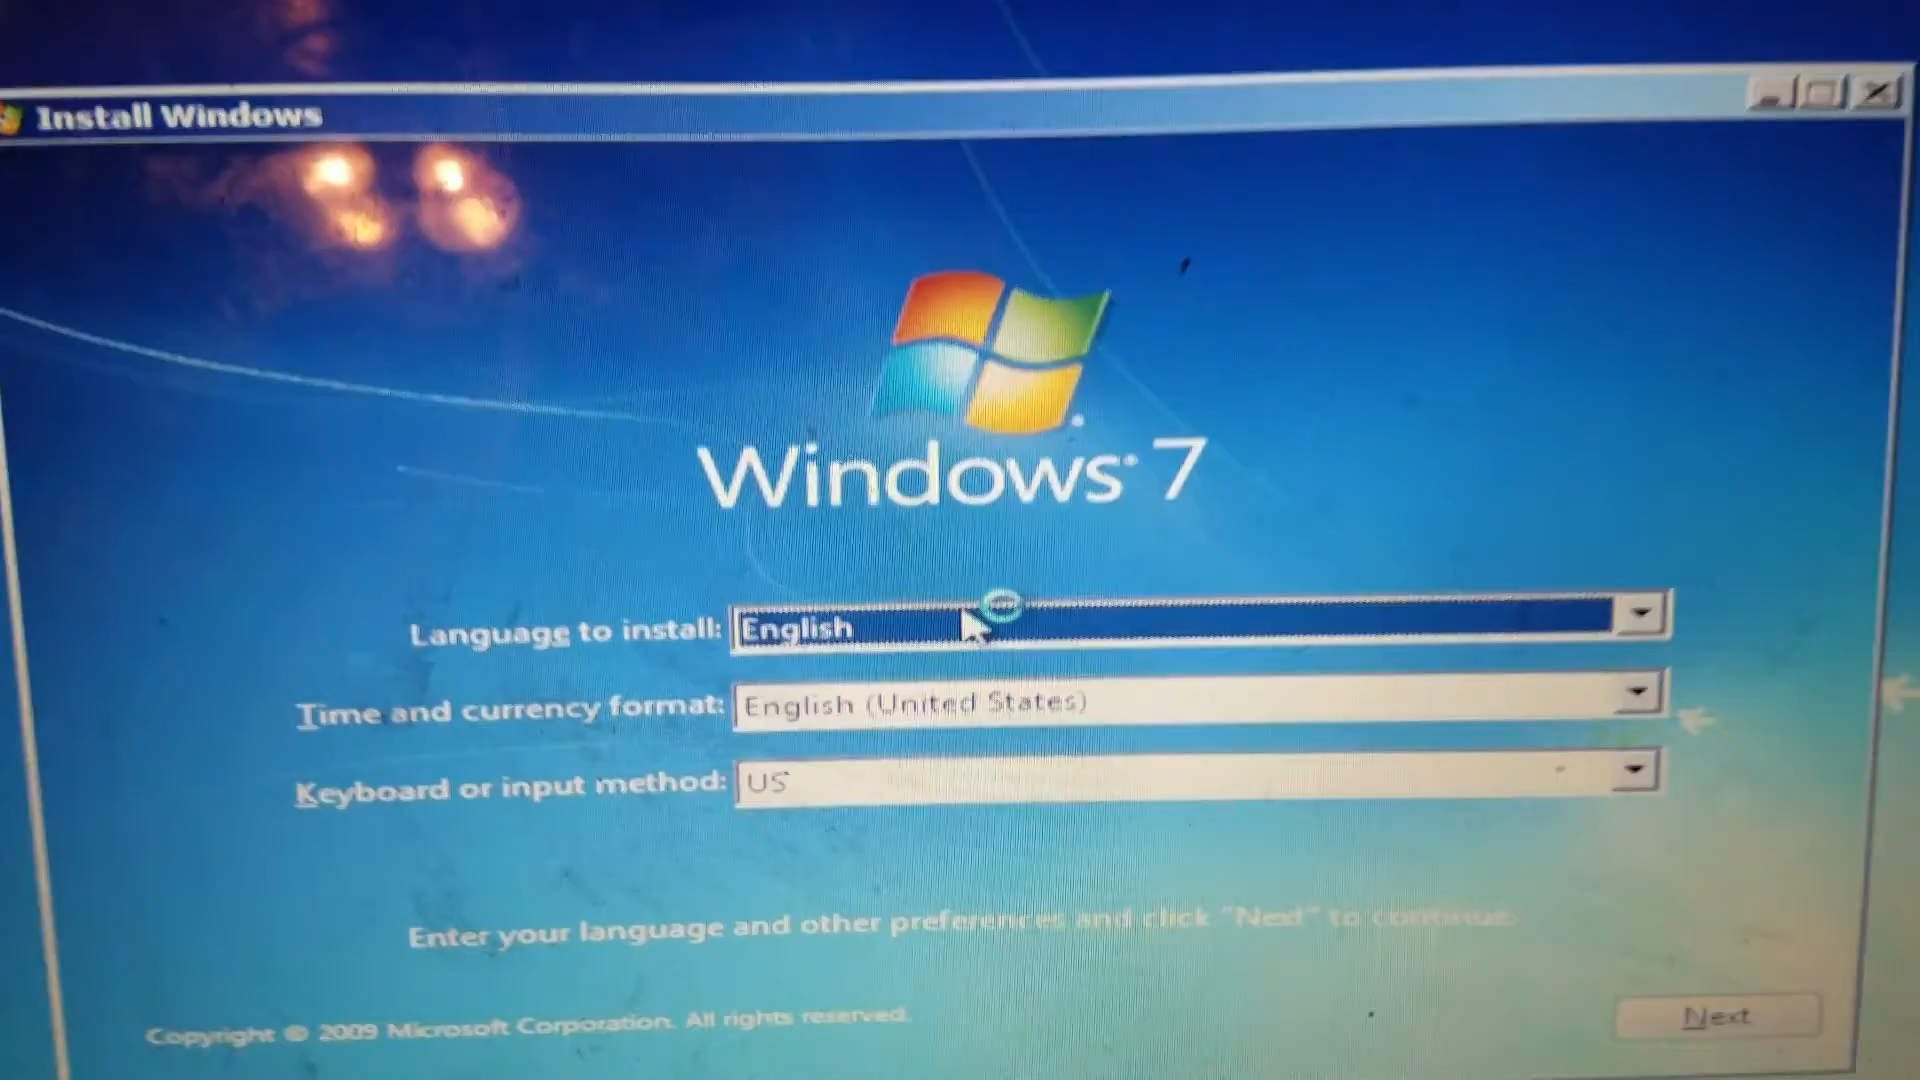 Install Windows
Windows® 7
Language to install: English
Time and currency format: English (United States)
Keyboard or input method: US
Enter your language and other preferences and click "Next" to continue.
Copyright © 2009 Microsoft Corporation. All rights reserved.
Next